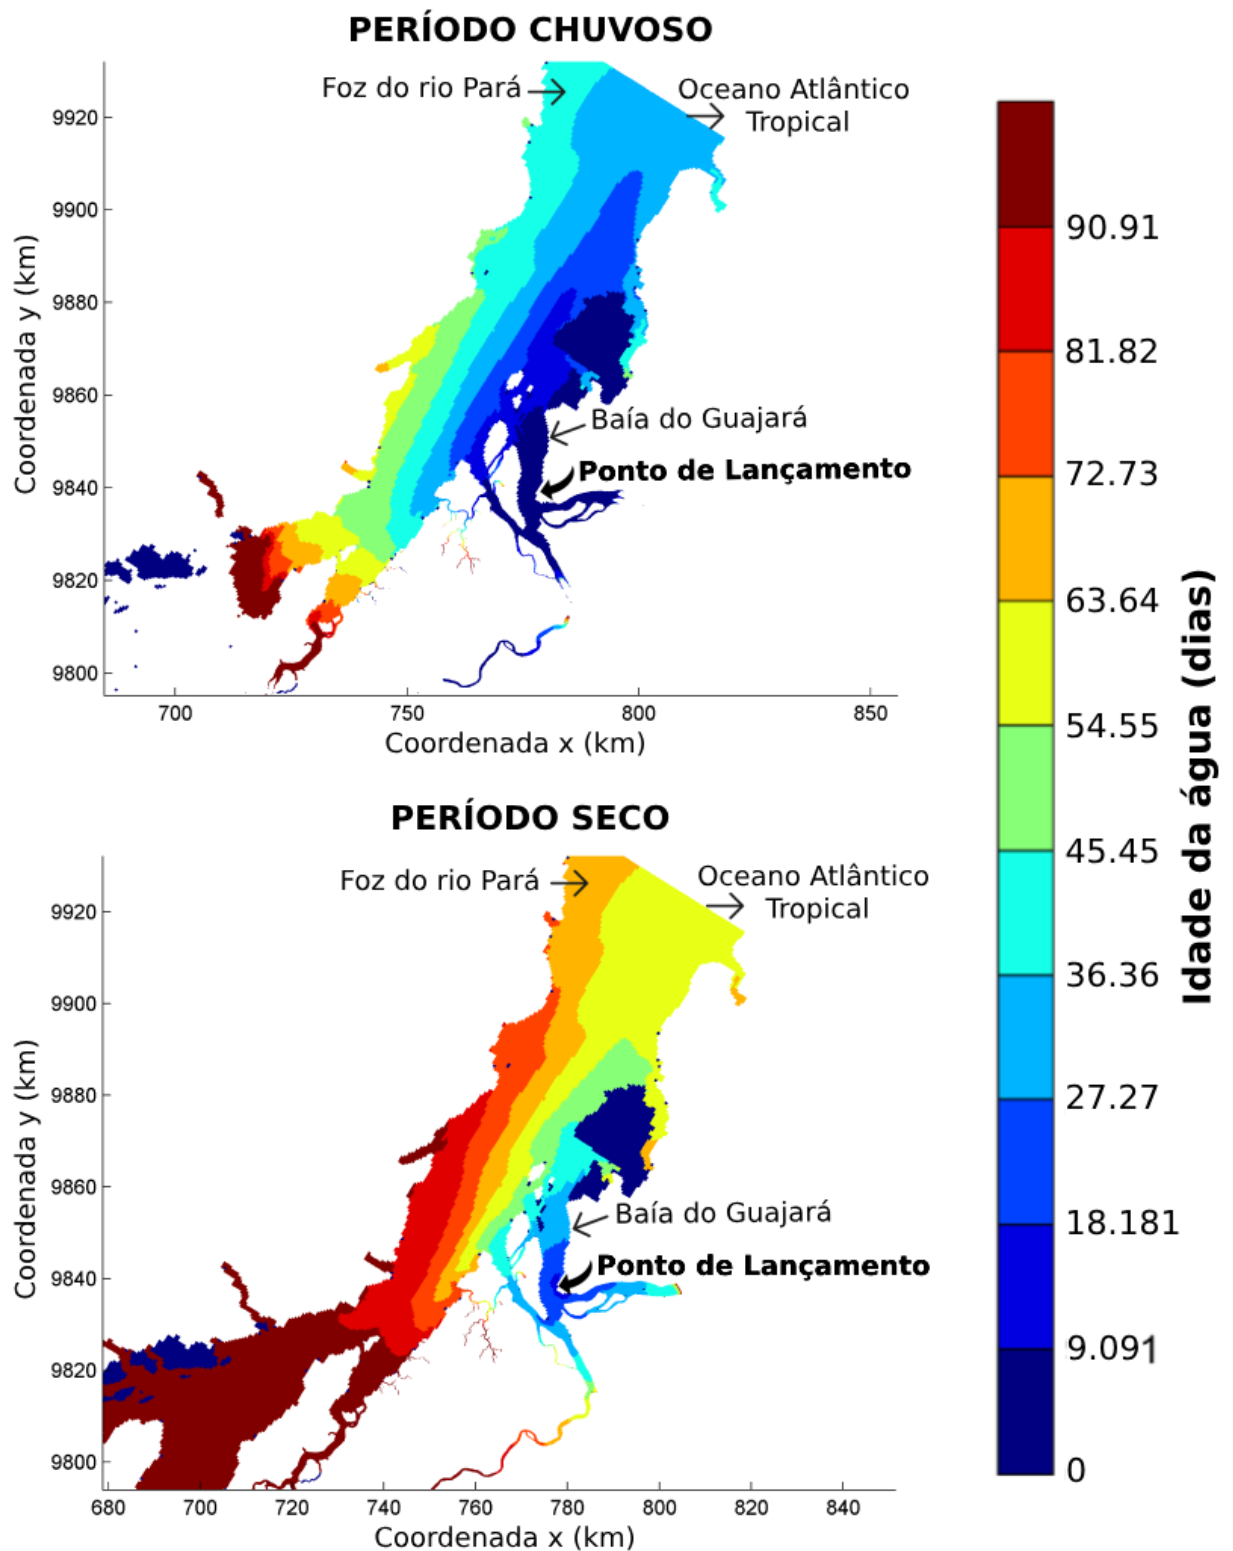 PERÍODO CHUVOSO
Foz do rio Pará
Oceano Atlântico
Tropical
9920
9900
9880
9860
9840
9820
9800
Coordenada y (km)
Baía do Guajará
Ponto de Lançamento
700
750
800
850
Coordenada x (km)
PERÍODO SECO
Foz do rio Pará
Oceano Atlântico
Tropical
9920
9900
9880
9860
9840
9820
9800
Coordenada y (km)
Baía do Guajará
Ponto de Lançamento
680
700
720
740
760
780
800
820
840
Coordenada x (km)
90.91
81.82
72.73
63.64
54.55
45.45
36.36
27.27
18.181
9.091
0
Idade da água (dias)